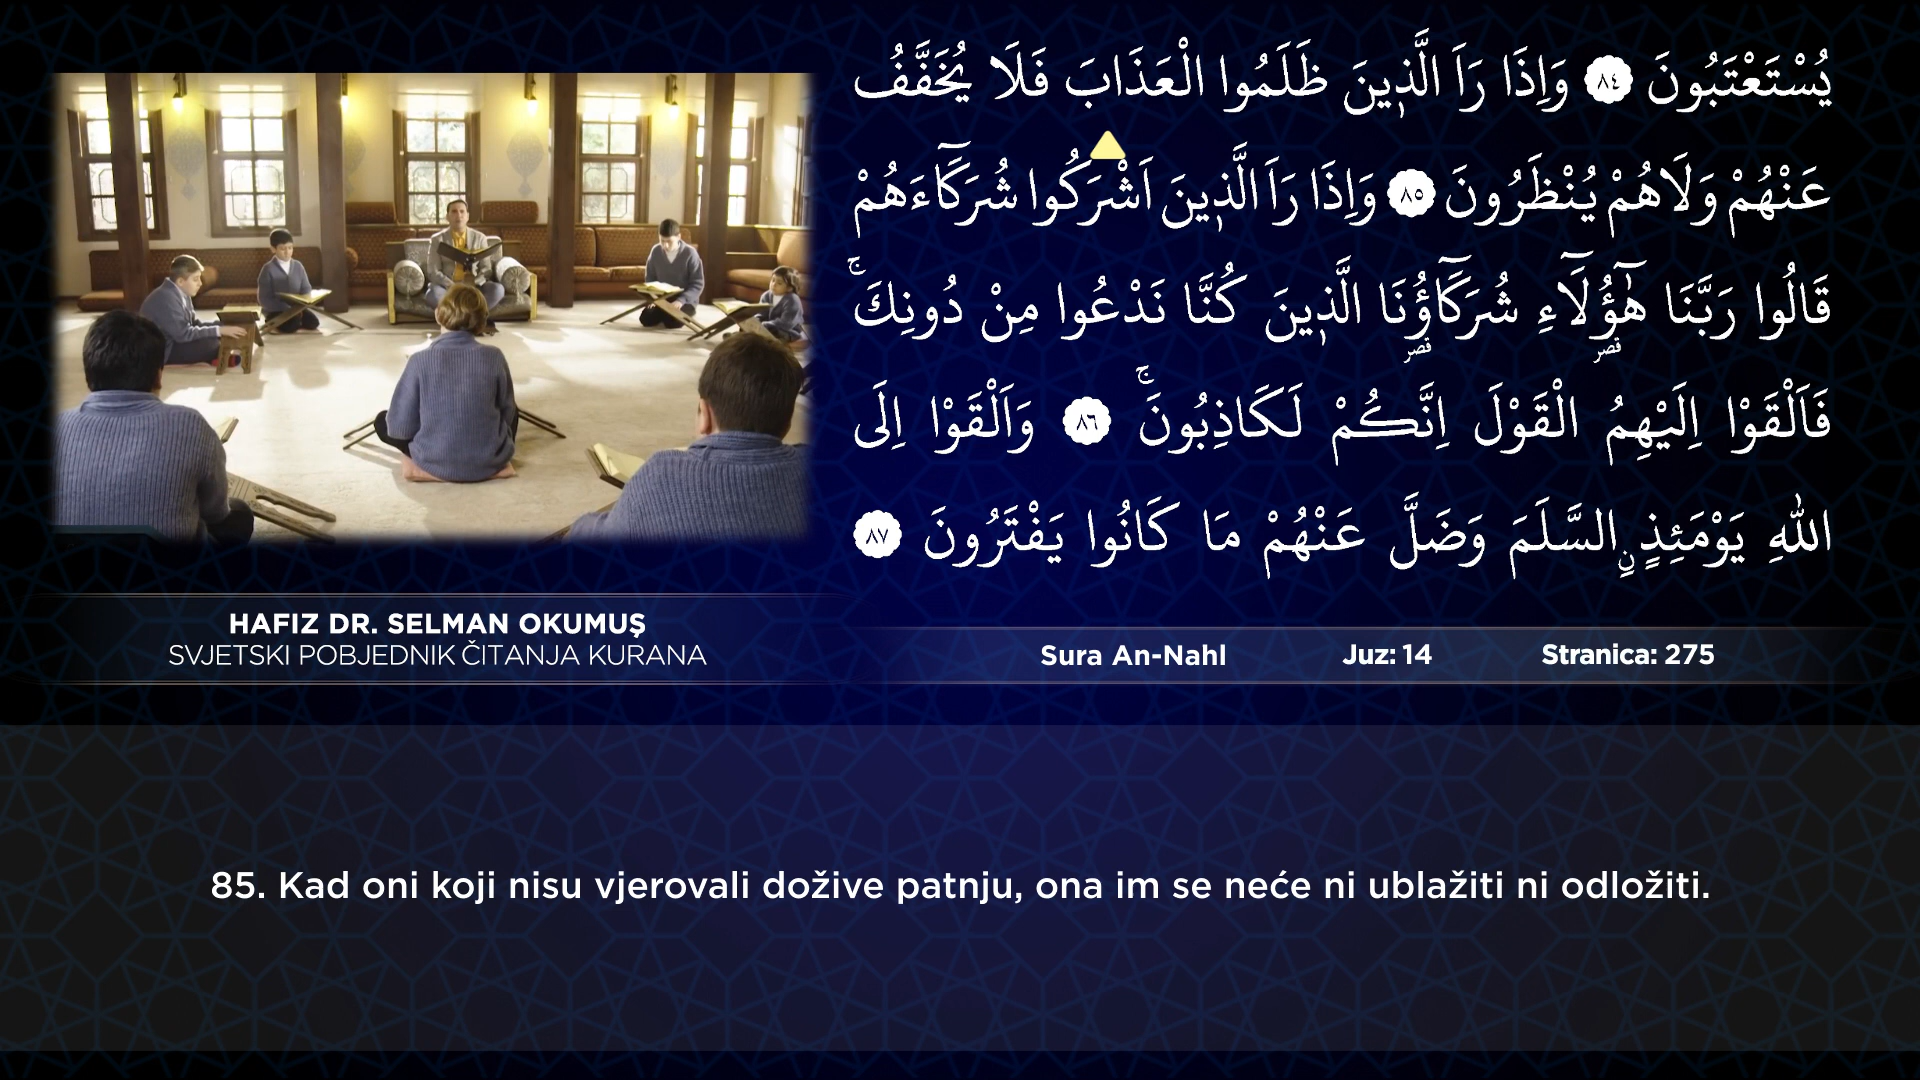 يُسْتَعْتَبُونَ ﴿٨٤﴾ وَاِذَا رَاَ الَّذ۪ينَ ظَلَمُوا الْعَذَابَ فَلَا يُخَفَّفُ
عَنْهُمْ وَلَاهُمْ يُنْظَرُونَ ﴿٨٥﴾ وَاِذَا رَاَ الَّذ۪ينَ اَشْرَكُوا شُرَكَٓاءَهُمْ
قَالُوا رَبَّنَا هٰٓؤُ۬لَٓاءِ شُرَكَٓاؤُ۬نَا الَّذ۪ينَ كُنَّا نَدْعُوا مِنْ دُونِكَۚ
قصر قصر
فَاَلْقَوْا اِلَيْهِمُ الْقَوْلَ اِنَّكُمْ لَكَاذِبُونَۚ ﴿٨٦﴾ وَاَلْقَوْا اِلَى
اللّٰهِ يَوْمَئِذٍۨ السَّلَمَ وَضَلَّ عَنْهُمْ مَا كَانُوا يَفْتَرُونَ ﴿٨٧﴾
HAFIZ DR. SELMAN OKUMUŞ
SVJETSKI POBJEDNIK ČITANJA KURANA
Sura An-Nahl Juz: 14 Stranica: 275
85. Kad oni koji nisu vjerovali dožive patnju, ona im se neće ni ublažiti ni odložiti.